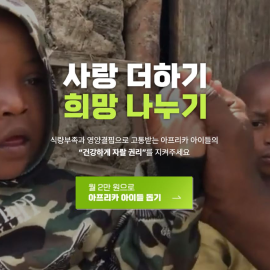 사랑 더하기
희망 나누기
식량부족과 영양결핍으로 고통받는 아프리카 아이들의
“건강하게 자랄 권리”를 지켜주세요
월 2만 원으로
아프리카 아이들 돕기